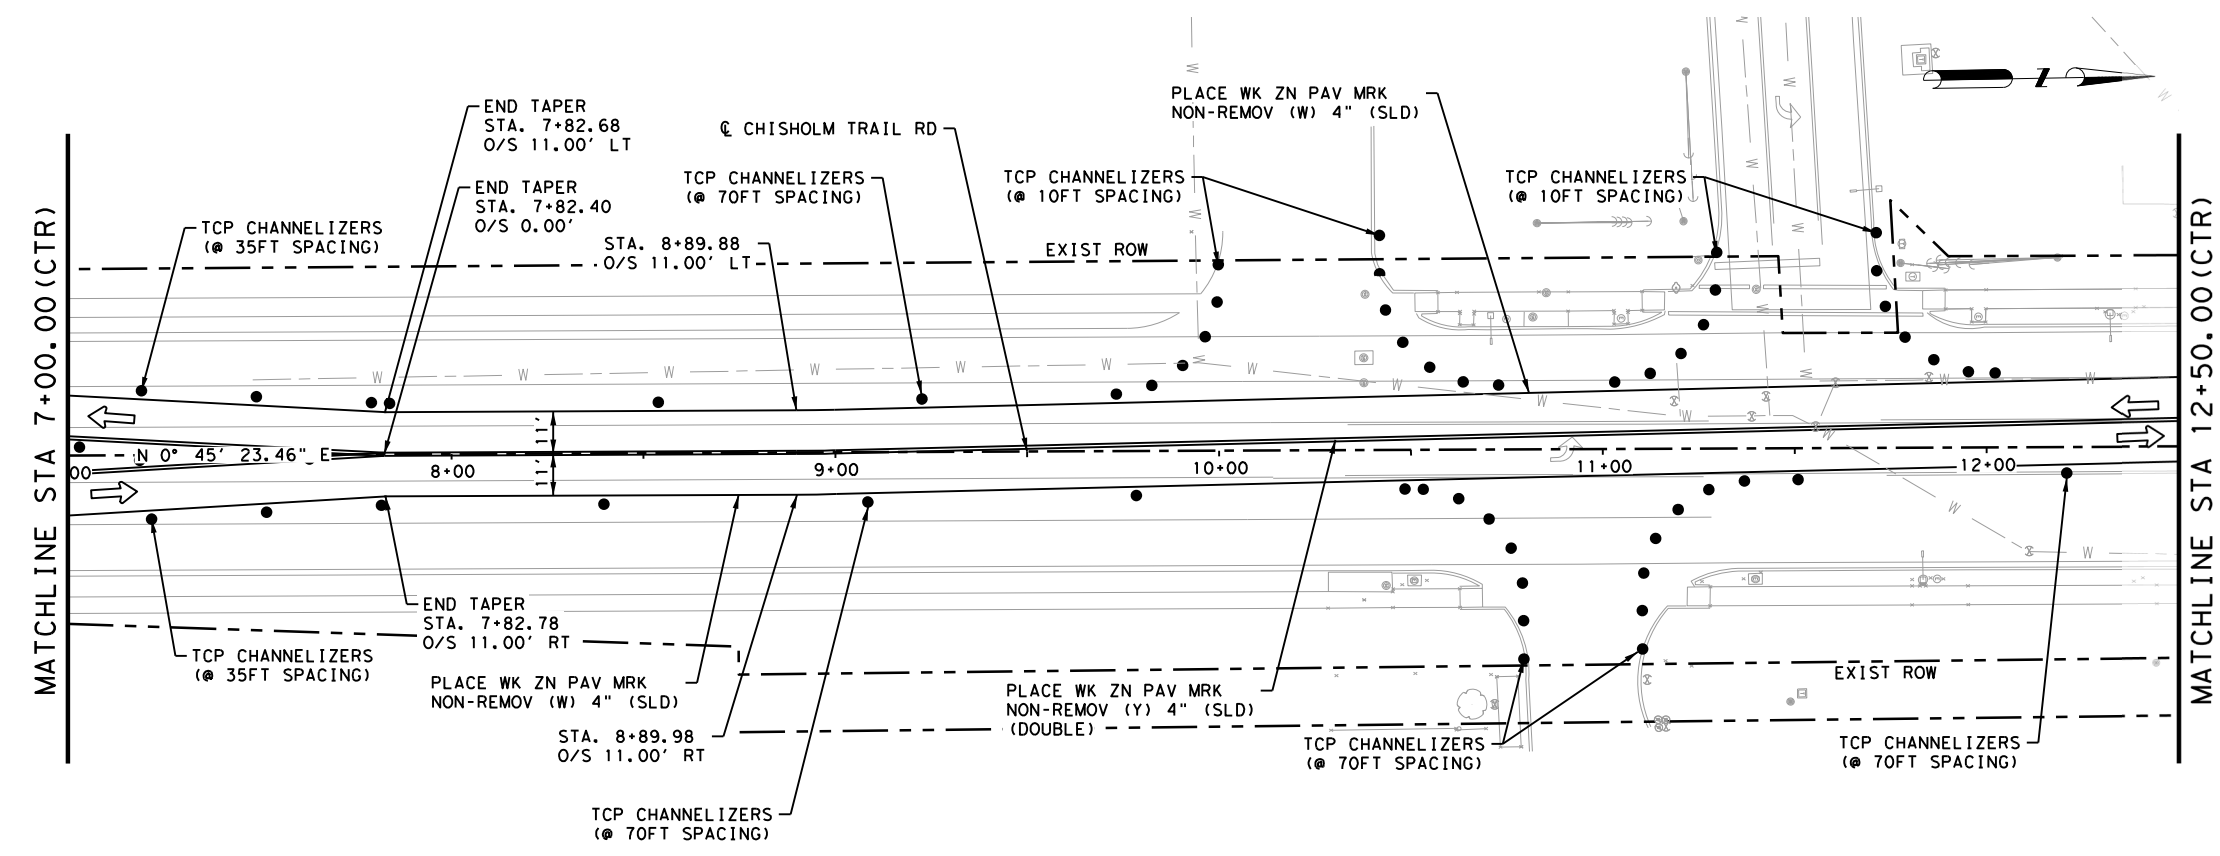 END TAPER
STA. 7+82.68
O/S 11.00' LT
℄ CHISHOLM TRAIL RD
PLACE WK ZN PAV MRK
NON-REMOV (W) 4" (SLD)
END TAPER
STA. 7+82.40
O/S 0.00'
TCP CHANNELIZERS
(@ 70FT SPACING)
TCP CHANNELIZERS
(@ 10FT SPACING)
TCP CHANNELIZERS
(@ 10FT SPACING)
TCP CHANNELIZERS
(@ 35FT SPACING)
STA. 8+89.88
O/S 11.00' LT
EXIST ROW
Z
MATCHLINE STA 7+00.00(CTR)
MATCHLINE STA 12+50.00(CTR)
W W W W W W W W W W W W
11'
11'
N 0° 45' 23.46" E
00
8+00
9+00
10+00
11+00
12+00
END TAPER
STA. 7+82.78
O/S 11.00' RT
TCP CHANNELIZERS
(@ 35FT SPACING)
PLACE WK ZN PAV MRK
NON-REMOV (W) 4" (SLD)
PLACE WK ZN PAV MRK
NON-REMOV (Y) 4" (SLD)
(DOUBLE)
EXIST ROW
STA. 8+89.98
O/S 11.00' RT
TCP CHANNELIZERS
(@ 70FT SPACING)
TCP CHANNELIZERS
(@ 70FT SPACING)
TCP CHANNELIZERS
(@ 70FT SPACING)